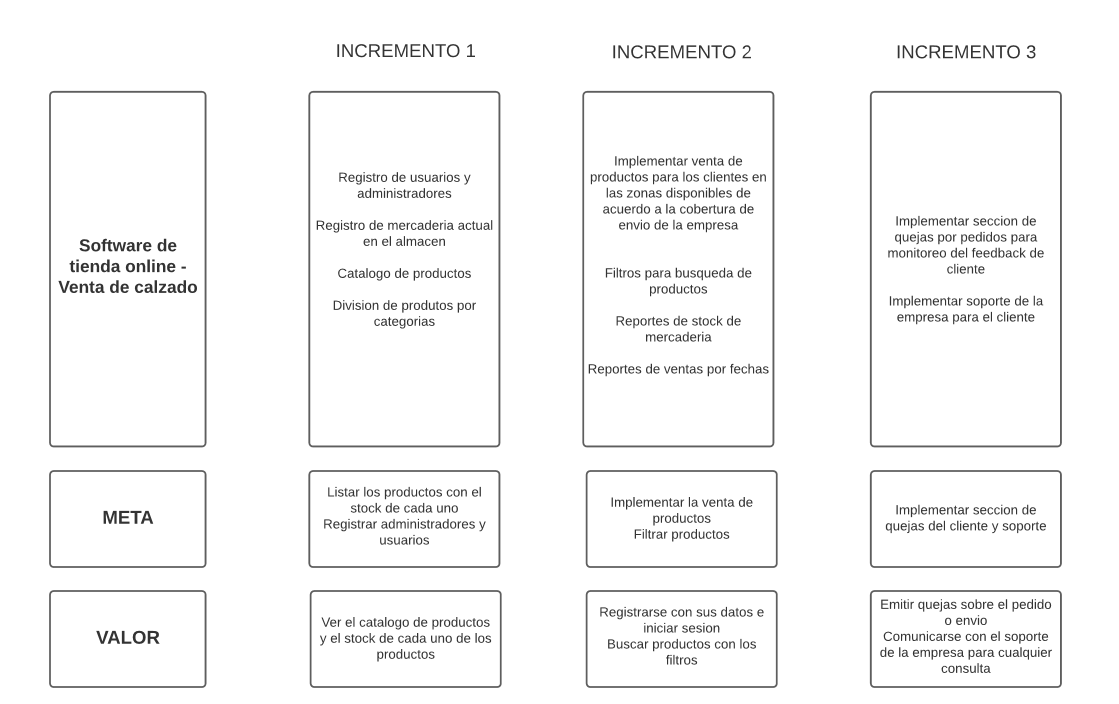 INCREMENTO 1
INCREMENTO 2
INCREMENTO 3
Software de
tienda online -
Venta de calzado
Registro de usuarios y
administradores
Registro de mercaderia actual
en el almacen
Catalogo de productos
Division de produtos por
categorias
Implementar venta de
productos para los clientes en
las zonas disponibles de
acuerdo a la cobertura de
envio de la empresa
Filtros para busqueda de
productos
Reportes de stock de
mercaderia
Reportes de ventas por fechas
Implementar seccion de
quejas por pedidos para
monitoreo del feedback de
cliente
Implementar soporte de la
empresa para el cliente
META
Listar los productos con el
stock de cada uno
Registrar administradores y
usuarios
Implementar la venta de
productos
Filtrar productos
Implementar seccion de
quejas del cliente y soporte
VALOR
Ver el catalogo de productos
y el stock de cada uno de los
productos
Registrarse con sus datos e
iniciar sesion
Buscar productos con los
filtros
Emitir quejas sobre el pedido
o envio
Comunicarse con el soporte
de la empresa para cualquier
consulta